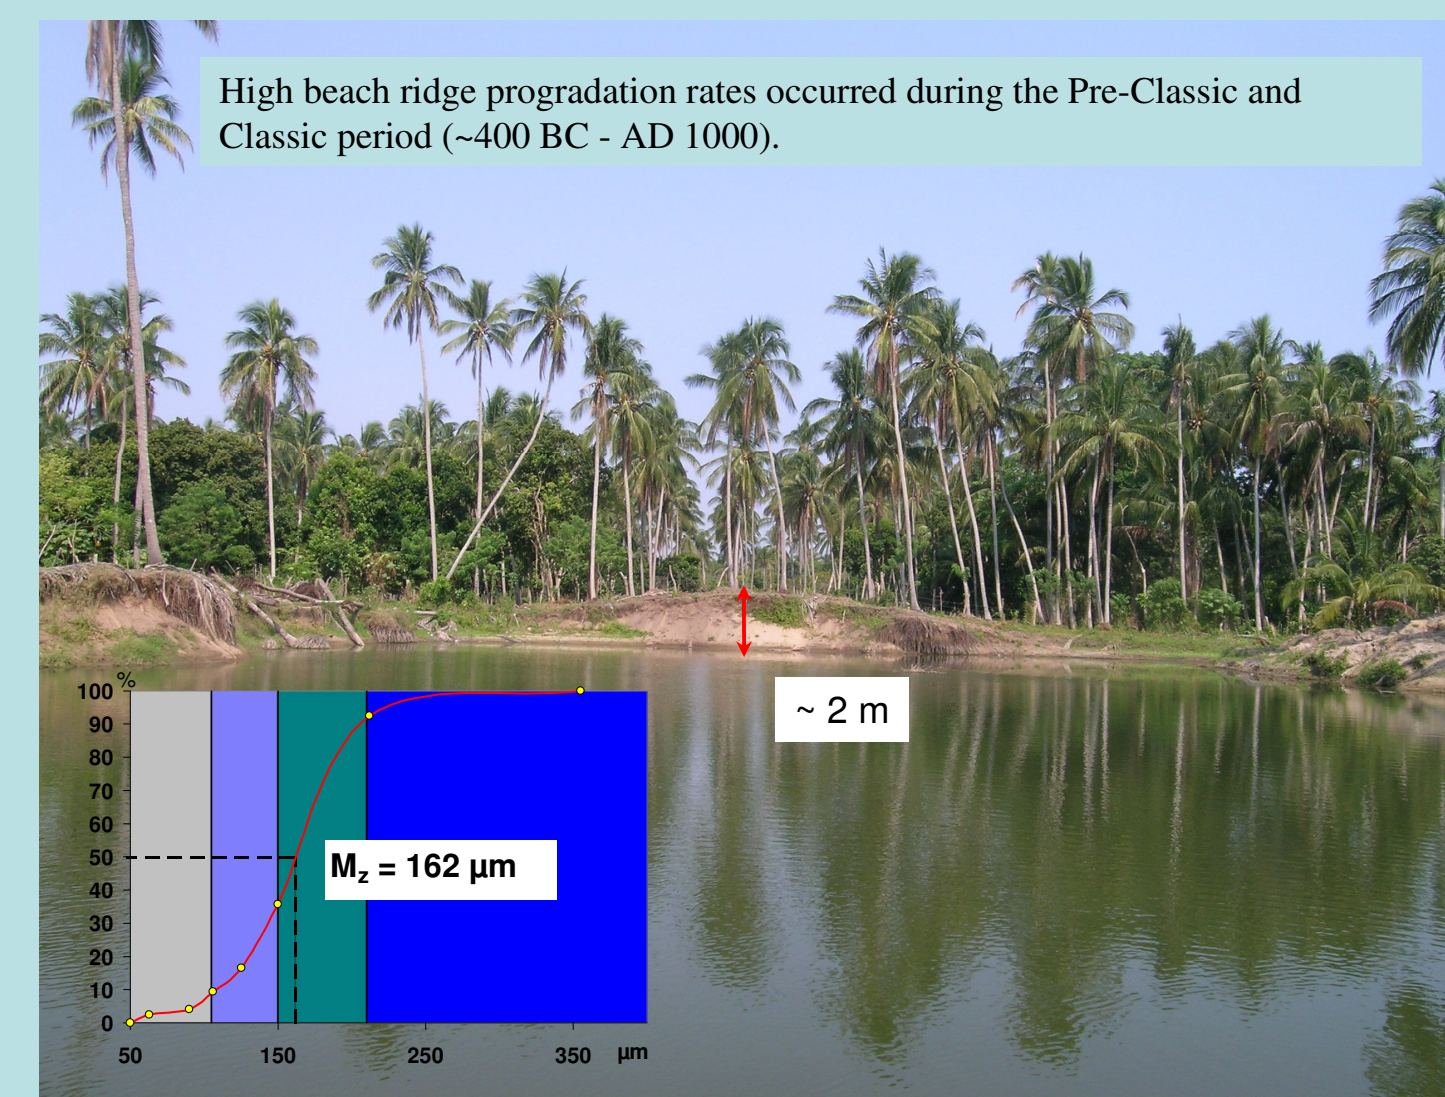 High beach ridge progradation rates occurred during the Pre-Classic and
Classic period (~400 BC - AD 1000).
~ 2 m
%
100
90
80
70
60
50
40
30
20
10
0
Mz = 162 µm
50 150 250 350 µm